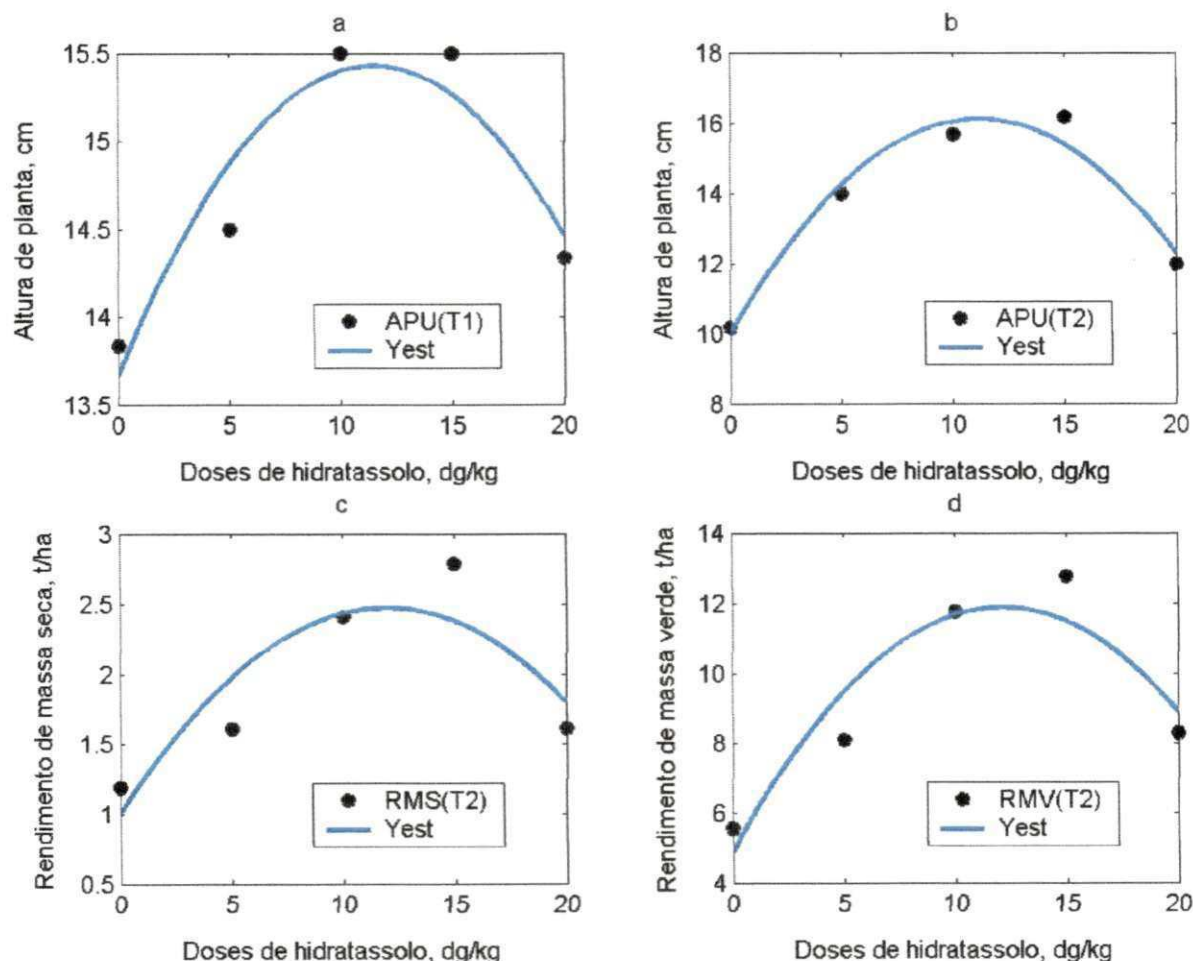 a
Altura de planta, cm
15.5
15
14.5
14
13.5
APU(T1)
Yest
0 5 10 15 20
Doses de hidratassolo, dg/kg
b
Altura de planta, cm
18
16
14
12
10
8
APU(T2)
Yest
0 5 10 15 20
Doses de hidratassolo, dg/kg
c
Rendimento de massa seca, t/ha
3
2.5
2
1.5
1
0.5
RMS(T2)
Yest
0 5 10 15 20
Doses de hidratassolo, dg/kg
d
Rendimento de massa verde, t/ha
14
12
10
8
6
4
RMV(T2)
Yest
0 5 10 15 20
Doses de hidratassolo, dg/kg